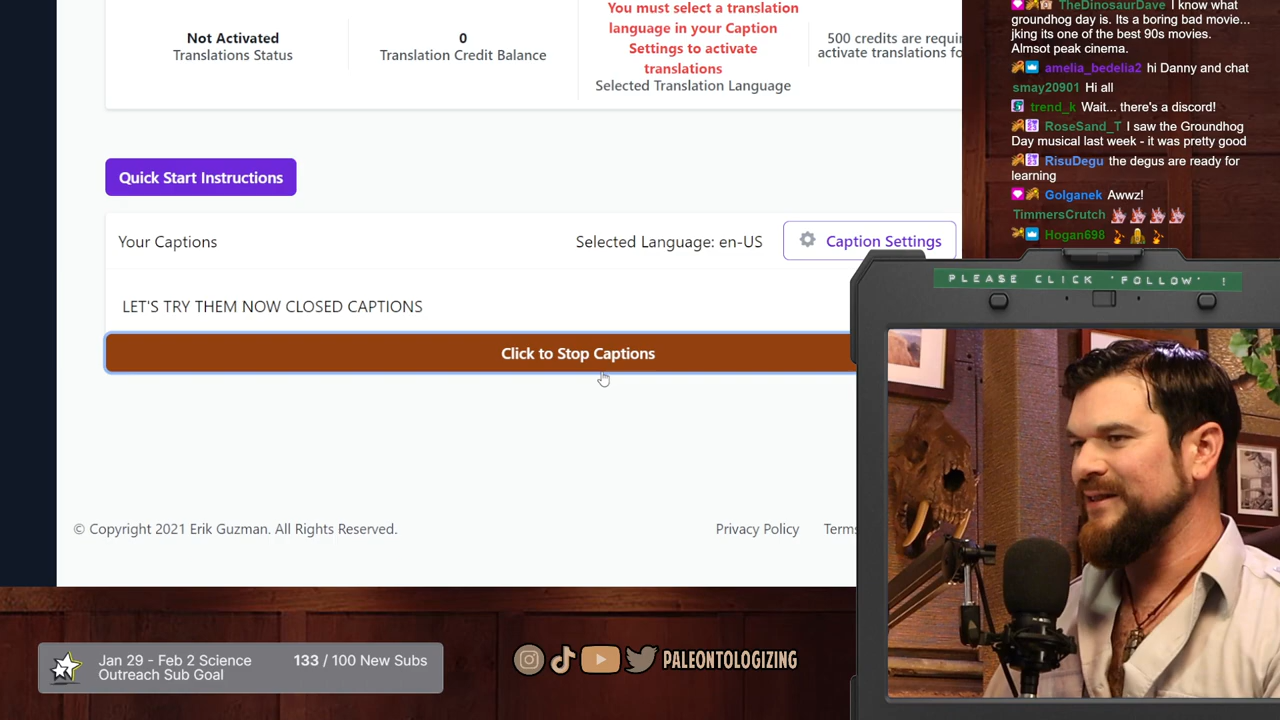 Not Activated
Translations Status
0
Translation Credit Balance
You must select a translation
language in your Caption
Settings to activate
translations
Selected Translation Language
500 credits are requir
activate translations fo
Quick Start Instructions
Your Captions
Selected Language: en-US
Caption Settings
LET'S TRY THEM NOW CLOSED CAPTIONS
Click to Stop Captions
© Copyright 2021 Erik Guzman. All Rights Reserved.
Privacy Policy
Terms
TheDinosaurDave I know what
groundhog day is. Its a boring bad movie...
jking its one of the best 90s movies.
Almsot peak cinema.
amelia_bedelia2 hi Danny and chat
smay20901 Hi all
trend_k Wait... there's a discord!
RoseSand_T I saw the Groundhog
Day musical last week - it was pretty good
RisuDegu the degus are ready for
learning
Golganek Awwz!
TimmersCrutch
Hogan698
PLEASE CLICK 'FOLLOW' !
Jan 29 - Feb 2 Science
Outreach Sub Goal
133 / 100 New Subs
PALEONTOLOGIZING